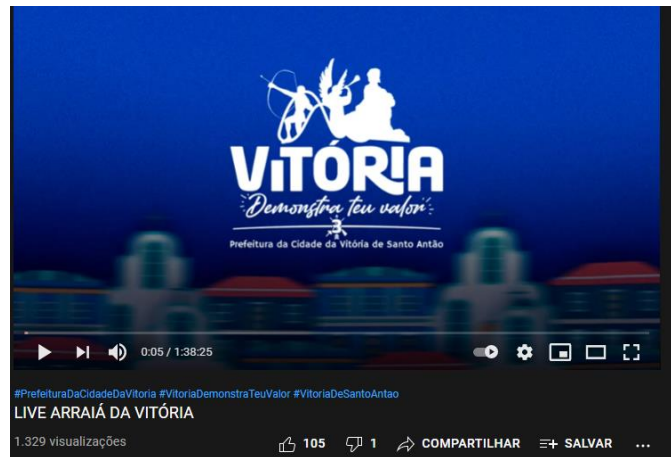 VITÓRIA
Demonstra teu valor
3
Prefeitura da Cidade da Vitória de Santo Antão
0:05 / 1:38:25
#PrefeituraDaCidadeDaVitoria #VitoriaDemonstraTeuValor #VitoriaDeSantoAntao
LIVE ARRAIÁ DA VITÓRIA
1.329 visualizações 105 1 COMPARTILHAR SALVAR ...